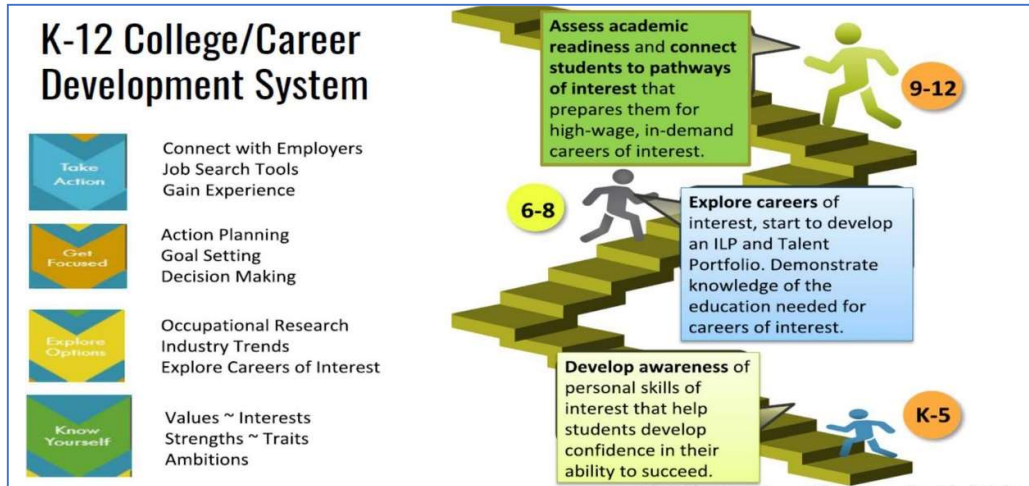 K-12 College/Career
Development System
Take
Action
Connect with Employers
Job Search Tools
Gain Experience
Get
Focused
Action Planning
Goal Setting
Decision Making
Explore
Options
Occupational Research
Industry Trends
Explore Careers of Interest
Know
Yourself
Values ~ Interests
Strengths ~ Traits
Ambitions
Assess academic
readiness and connect
students to pathways
of interest that
prepares them for
high-wage, in-demand
careers of interest.
9-12
6-8
Explore careers of
interest, start to develop
an ILP and Talent
Portfolio. Demonstrate
knowledge of the
education needed for
careers of interest.
Develop awareness of
personal skills of
interest that help
students develop
confidence in their
ability to succeed.
K-5